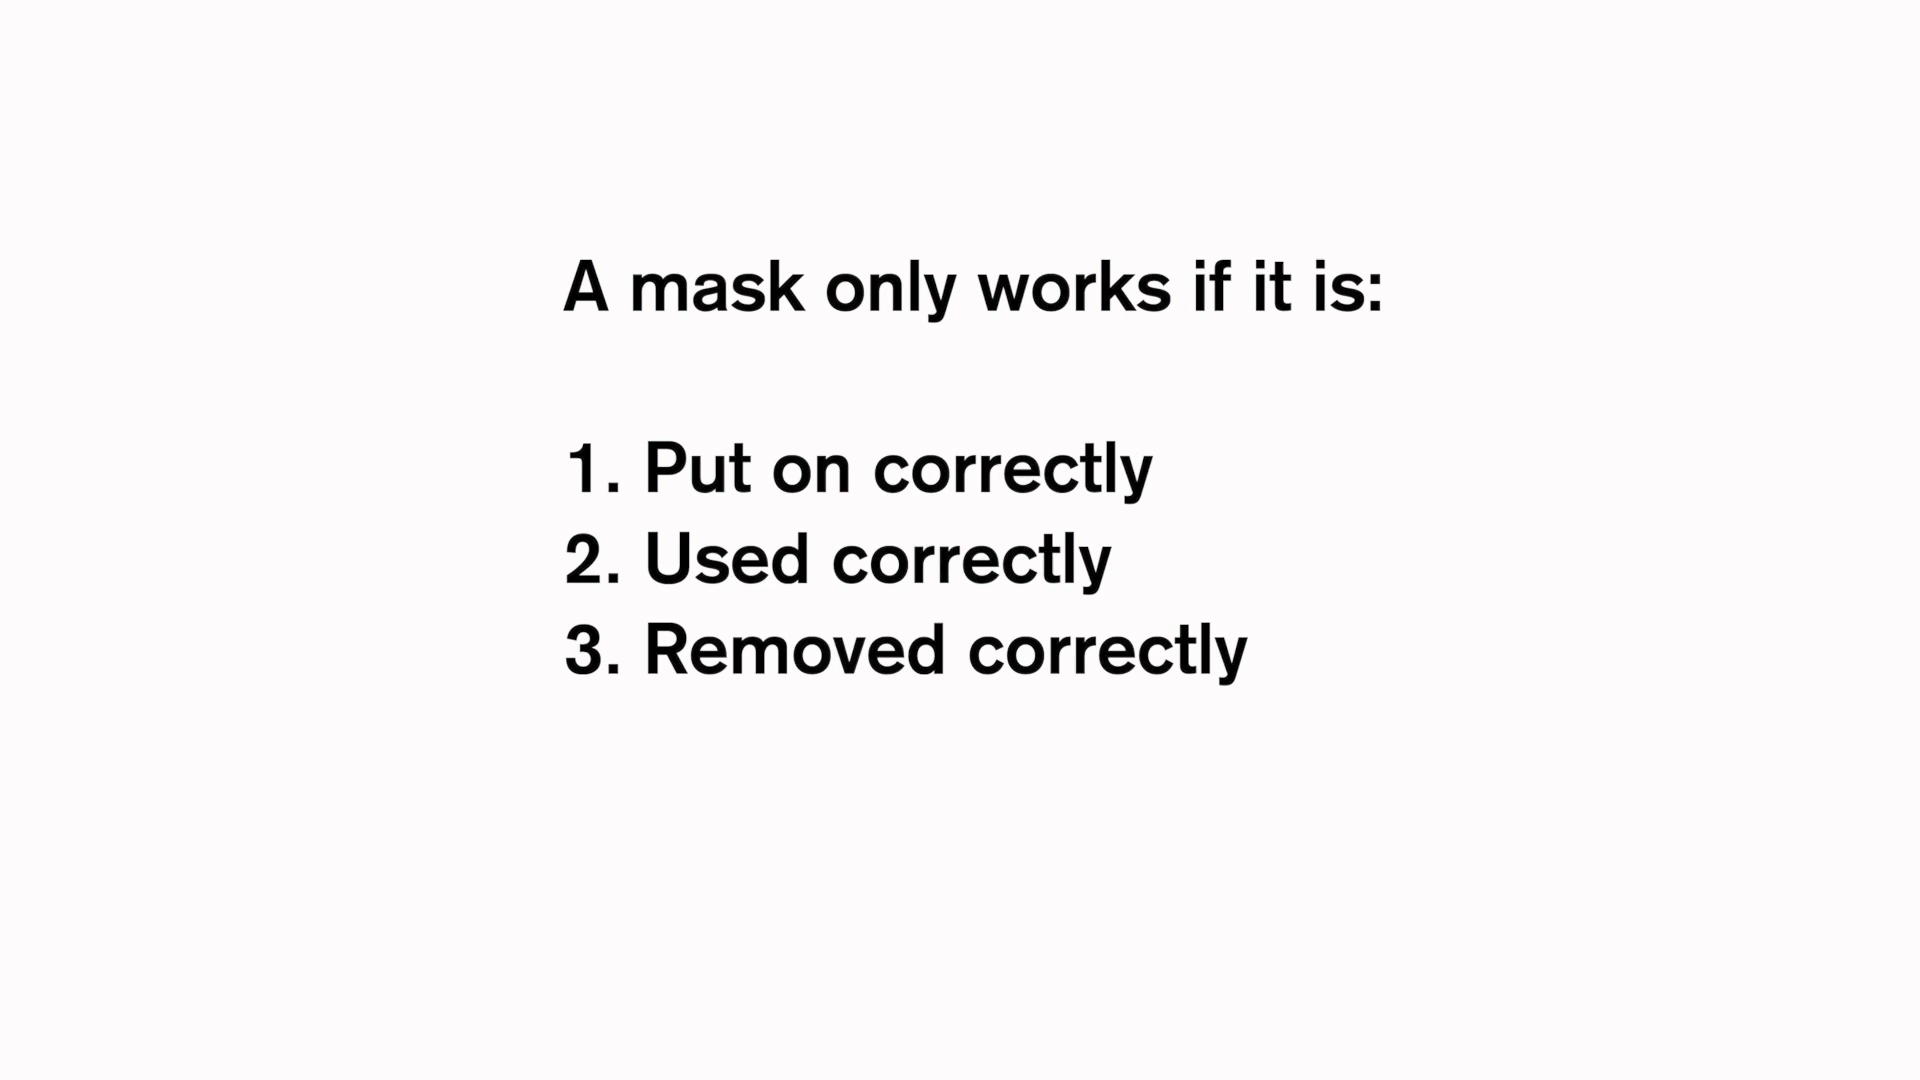 A mask only works if it is:
1. Put on correctly
2. Used correctly
3. Removed correctly